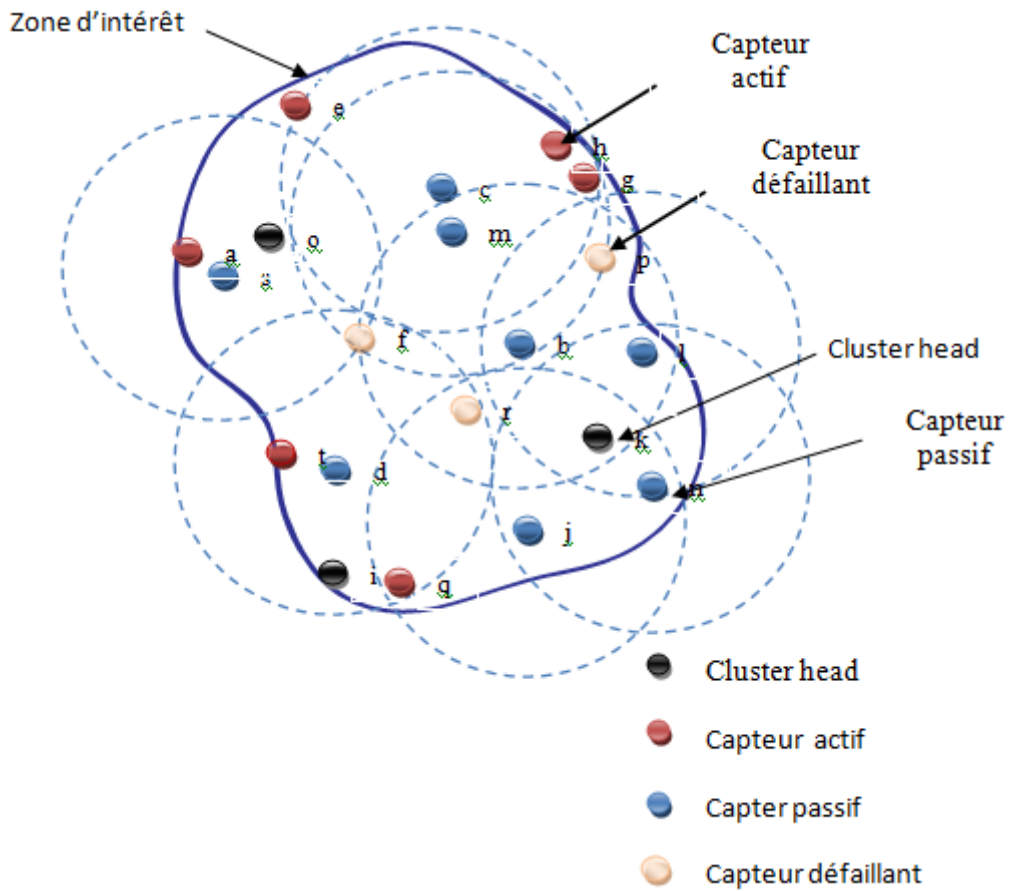 Zone d'intérêt
Capteur
actif
e
h
Capteur
défaillant
g
c
m
o
a
p
a
f
b
l
Cluster head
r
k
Capteur
passif
t
d
n
j
i
q
Cluster head
Capteur actif
Capter passif
Capteur défaillant